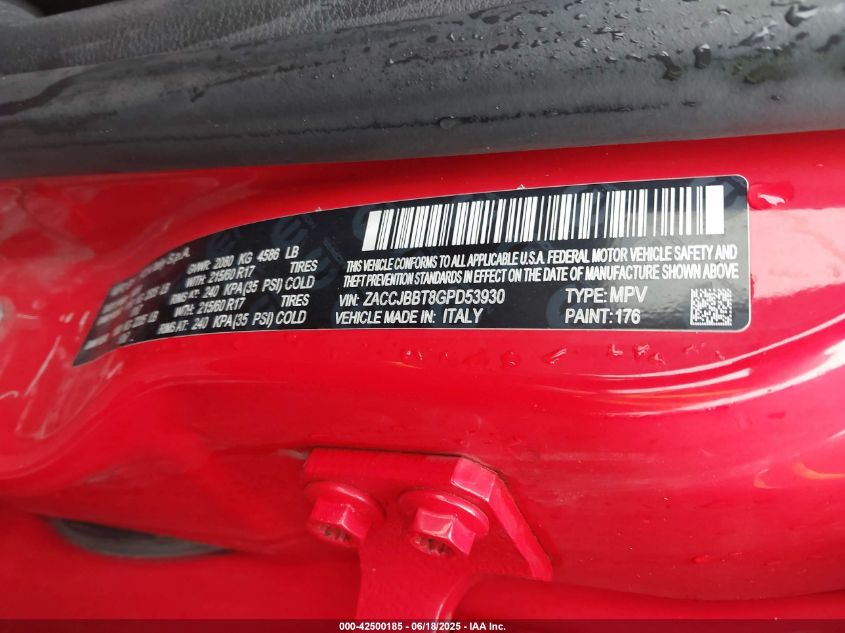 GVWR: 2080 KG 4586 LB
WITH: 215/60 R17 TIRES
RIMS AT: 240 KPA(35 PSI) COLD
WITH: 215/60 R17 TIRES
RIMS AT: 240 KPA(35 PSI) COLD
THIS VEHICLE CONFORMS TO ALL APPLICABLE U.S.A. FEDERAL MOTOR VEHICLE SAFETY AND
THEFT PREVENTION STANDARDS IN EFFECT ON THE DATE OF MANUFACTURE SHOWN ABOVE
VIN: ZACCJBBT8GPD53930 TYPE: MPV
VEHICLE MADE IN: ITALY PAINT: 176
000-42500185 - 06/18/2025 - IAA Inc.